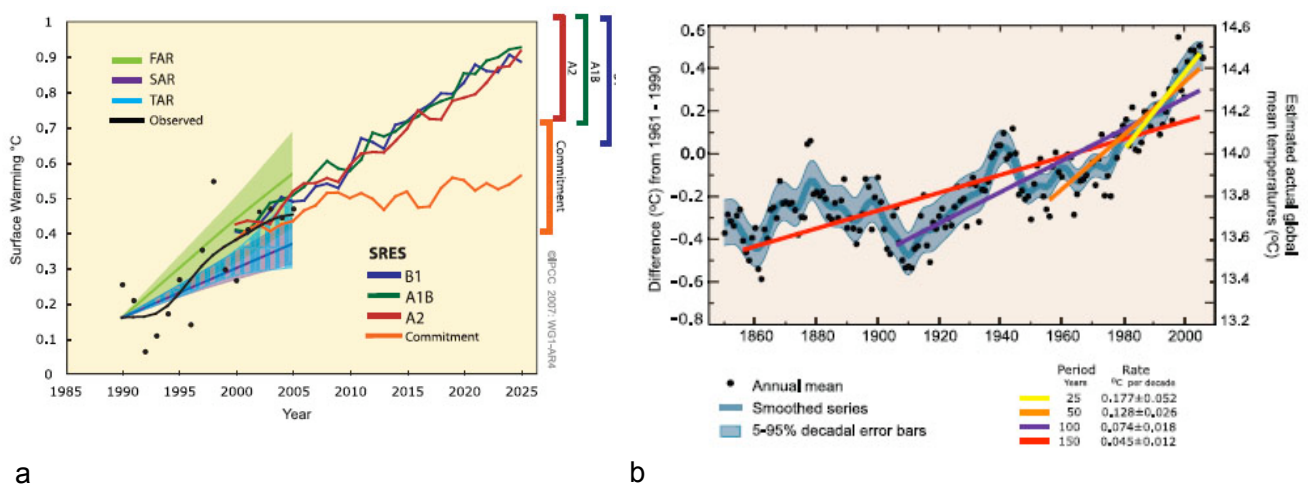 1
0.9
0.8
0.7
0.6
0.5
0.4
0.3
0.2
0.1
0
Surface Warming °C
FAR
SAR
TAR
Observed
SRES
B1
A1B
A2
Commitment
1985 1990 1995 2000 2005 2010 2015 2020 2025
Year
A2
A1B
Commitment
©IPCC 2007: WG1-AR4
a
0.6
0.4
0.2
0.0
-0.2
-0.4
-0.6
-0.8
Difference (°C) from 1961 - 1990
14.6
14.4
14.2
14.0
13.8
13.6
13.4
13.2
Estimated actual global
mean temperatures (°C)
1860 1880 1900 1920 1940 1960 1980 2000
Annual mean
Smoothed series
5-95% decadal error bars
Period Rate
Years °C per decade
25 0.177±0.052
50 0.128±0.026
100 0.074±0.018
150 0.045±0.012
b